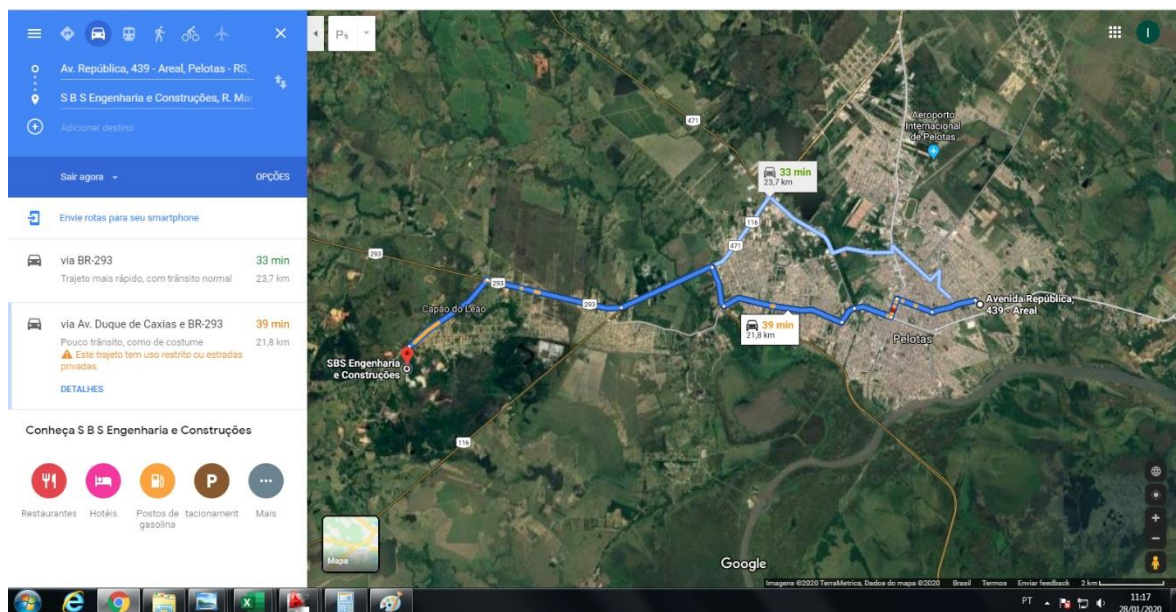 Av. República, 439 - Areal, Pelotas - RS,
S B S Engenharia e Construções, R. Ma
Adicionar destino
Sair agora
OPÇÕES
Envie rotas para seu smartphone
via BR-293
33 min
Trajeto mais rápido, com trânsito normal
23,7 km
via Av. Duque de Caxias e BR-293
39 min
Pouco trânsito, como de costume
21,8 km
Este trajeto tem uso restrito ou estradas
privadas.
DETALHES
Conheça S B S Engenharia e Construções
P
Restaurantes
Hotéis
Postos de
gasolina
tacionament
Mais
I
471
Aeroporto
Internacional
de Pelotas
33 min
23,7 km
116
471
293
293
293
Capão do Leão
Avenida República,
439 - Areal
39 min
21,8 km
Pelotas
SBS Engenharia
e Construções
116
Mapa
Google
Imagens ©2020 TerraMetrics, Dados do mapa ©2020
Brasil
Termos
Enviar feedback
2 km
PT
11:17
28/01/2020